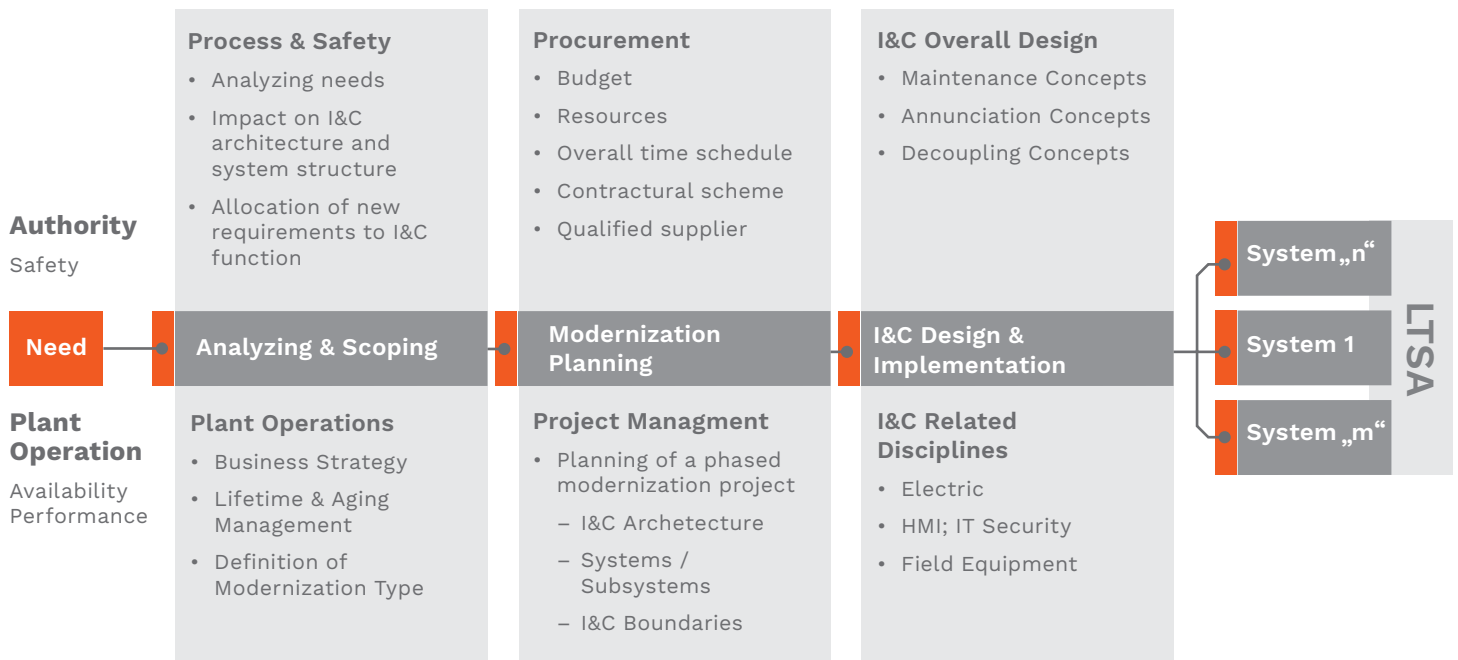 Authority
Safety
Need
Plant
Operation
Availability
Performance
Process & Safety
• Analyzing needs
• Impact on I&C
architecture and
system structure
• Allocation of new
requirements to I&C
function
Analyzing & Scoping
Plant Operations
• Business Strategy
• Lifetime & Aging
Management
• Definition of
Modernization Type
Procurement
• Budget
• Resources
• Overall time schedule
• Contractural scheme
• Qualified supplier
Modernization
Planning
Project Managment
• Planning of a phased
modernization project
– I&C Archetecture
– Systems /
Subsystems
– I&C Boundaries
I&C Overall Design
• Maintenance Concepts
• Annunciation Concepts
• Decoupling Concepts
I&C Design &
Implementation
I&C Related
Disciplines
• Electric
• HMI; IT Security
• Field Equipment
System „n“
System 1
System „m“
LTSA